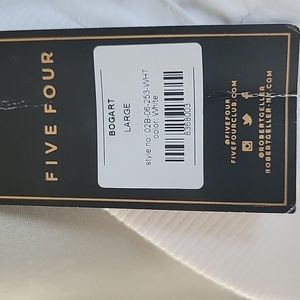 FIVE FOUR
BOGART
LARGE
style no. 02B-06-253-WHT
color: White
@FIVEFOUR
FIVEFOURCLUB.COM
@ROBERTGELLER
ROBERTGELLER-NY.COM